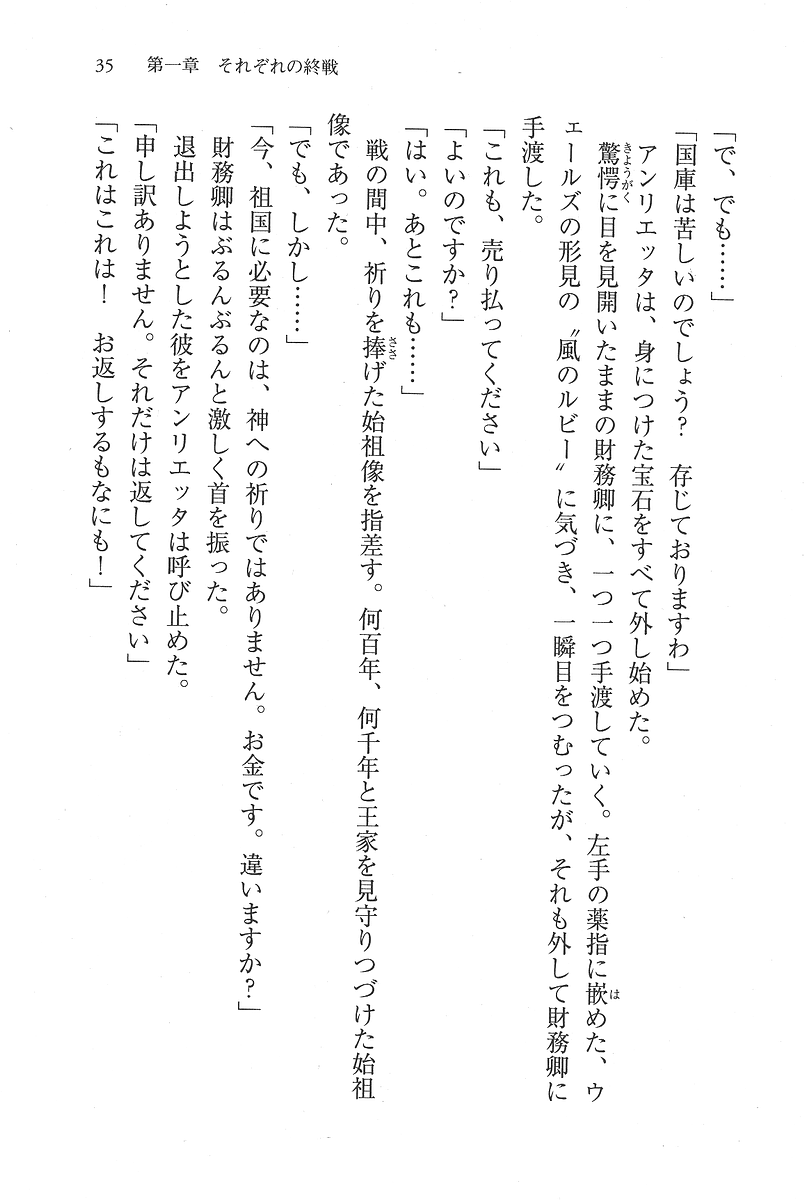 35　第一章　それぞれの終戦
「で、でも……」
「国庫は苦しいのでしょう？　存じておりますわ」
　アンリエッタは、身につけた宝石をすべて外し始めた。
　驚愕に目を見開いたままの財務卿に、一つ一つ手渡していく。左手の薬指に嵌めた、ウ
ェールズの形見の〝風のルビー〟に気づき、一瞬目をつむったが、それも外して財務卿に
手渡した。
「これも、売り払ってください」
「よいのですか？」
「はい。あとこれも……」
　戦の間中、祈りを捧げた始祖像を指差す。何百年、何千年と王家を見守りつづけた始祖
像であった。
「でも、しかし……」
「今、祖国に必要なのは、神への祈りではありません。お金です。違いますか？」
　財務卿はぶるんぶるんと激しく首を振った。
　退出しようとした彼をアンリエッタは呼び止めた。
「申し訳ありません。それだけは返してください」
「これはこれは！　お返しするもなにも！」